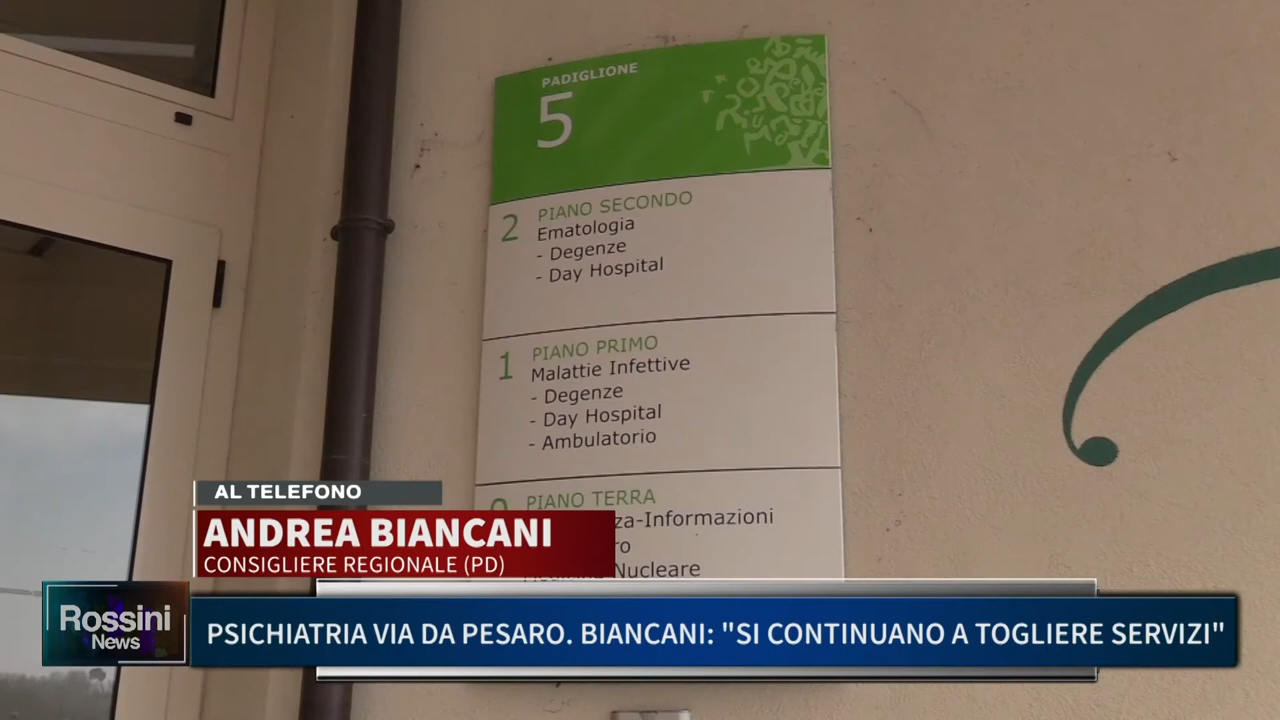 PADIGLIONE
5
2 PIANO SECONDO
Ematologia
- Degenze
- Day Hospital
1 PIANO PRIMO
Malattie Infettive
- Degenze
- Day Hospital
- Ambulatorio
PIANO TERRA
-Informazioni
Nucleare
AL TELEFONO
ANDREA BIANCANI
CONSIGLIERE REGIONALE (PD)
Rossini
News
PSICHIATRIA VIA DA PESARO. BIANCANI: "SI CONTINUANO A TOGLIERE SERVIZI"